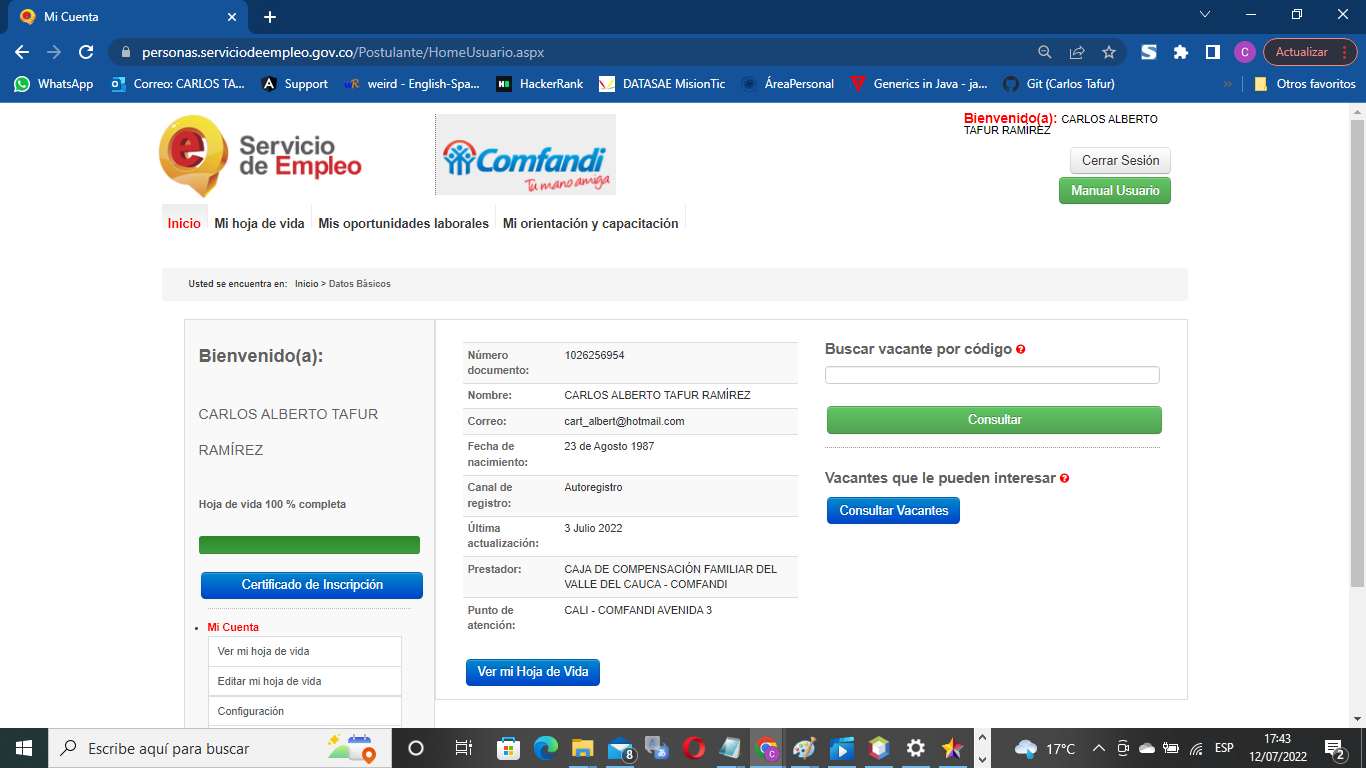 Mi Cuenta
personas.serviciodeempleo.gov.co/Postulante/HomeUsuario.aspx
C
Actualizar
WhatsApp
Correo: CARLOS TA...
Support
weird - English-Spa...
HackerRank
DATASAE MisionTic
ÁreaPersonal
Generics in Java - ja...
Git (Carlos Tafur)
»
Otros favoritos
e Servicio
de Empleo
Comfandi
Tu mano amiga
Bienvenido(a): CARLOS ALBERTO
TAFUR RAMÍREZ
Cerrar Sesión
Manual Usuario
Inicio
Mi hoja de vida
Mis oportunidades laborales
Mi orientación y capacitación
Usted se encuentra en: Inicio > Datos Básicos
Bienvenido(a):
CARLOS ALBERTO TAFUR
RAMÍREZ
Hoja de vida 100 % completa
Certificado de Inscripción
Mi Cuenta
Ver mi hoja de vida
Editar mi hoja de vida
Configuración
Número
documento:
1026256954
Nombre:
CARLOS ALBERTO TAFUR RAMÍREZ
Correo:
cart_albert@hotmail.com
Fecha de
nacimiento:
23 de Agosto 1987
Canal de
registro:
Autoregistro
Última
actualización:
3 Julio 2022
Prestador:
CAJA DE COMPENSACIÓN FAMILIAR DEL
VALLE DEL CAUCA - COMFANDI
Punto de
atención:
CALI - COMFANDI AVENIDA 3
Ver mi Hoja de Vida
Buscar vacante por código
Consultar
Vacantes que le pueden interesar
Consultar Vacantes
Escribe aquí para buscar
8
C
17°C
ESP
17:43
12/07/2022
2